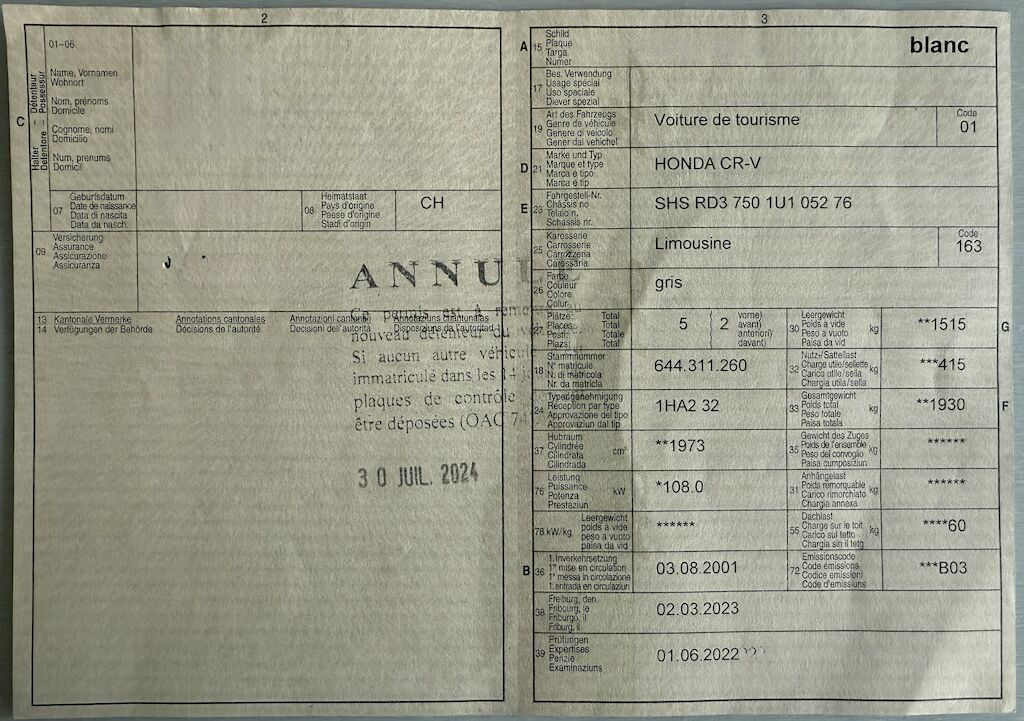 2
01-06
Halter – Détenteur
Detentore – Possessur
C
Name, Vornamen
Wohnort
Nom, prénoms
Domicile
Cognome, nomi
Domicilio
Num, prenums
Domicil
07
Geburtsdatum
Date de naissance
Data di nascita
Data da nasch.
08
Heimatstaat
Pays d'origine
Paese d'origine
Stadi d'origin
CH
09
Versicherung
Assurance
Assicurazione
Assicuranza
13 Kantonale Vermerke Annotations cantonales Annotazioni cantonali Annotaziuns chantunalas
14 Verfügungen der Behörde Décisions de l'autorité Decisioni dell'autorità Disposiziuns da l'autoritad
ANNULÉ
Ce permis est à remettre au
nouveau détenteur du
Si aucun autre véhicule
immatriculé dans les 14
plaques de contrôle
être déposées (OAC 74
30 JUIL. 2024
3
A 15
Schild
Plaque
Targa
Numer
blanc
17
Bes. Verwendung
Usage spécial
Uso speciale
Diever spezial
19
Art des Fahrzeugs
Genre de véhicule
Genere di veicolo
Gener dal vehichel
Voiture de tourisme
Code
01
D 21
Marke und Typ
Marque et type
Marca e tipo
Marca e tip
HONDA CR-V
E 23
Fahrgestell-Nr.
Châssis no
Telaio n.
Schassis nr.
SHS RD3 750 1U1 052 76
25
Karosserie
Carrosserie
Carrozzeria
Carossaria
Limousine
Code
163
26
Farbe
Couleur
Colore
Colur
gris
27
Plätze: Total
Places: Total
Posti: Totale
Plazs: Total
5 ( 2
vorne)
avant)
anteriori)
davant)
30
Leergewicht
Poids à vide
Peso a vuoto
Paisa da vid
kg
**1515
G
18
Stammnummer
N° matricule
N. di matricola
Nr. da matricla
644.311.260
32
Nutz-/Sattellast
Charge utile/sellette
Carico utile/sella
Chargia utila/sella
kg
***415
24
Typengenehmigung
Réception par type
Approvazione del tipo
Approvaziun dal tip
1HA2 32
33
Gesamtgewicht
Poids total
Peso totale
Paisa totala
kg
**1930
F
37
Hubraum
Cylindrée
Cilindrata
Cilindrada
cm³
**1973
35
Gewicht des Zuges
Poids de l'ensemble
Peso del convoglio
Paisa cumposiziun
kg
******
76
Leistung
Puissance
Potenza
Prestaziun
kW
*108.0
31
Anhängelast
Poids remorquable
Carico rimorchiato
Chargia annexa
kg
******
78 kW/kg
Leergewicht
poids à vide
peso a vuoto
paisa da vid
******
55
Dachlast
Charge sur le toit
Carico sul tetto
Chargia sin il tetg
kg
****60
B 36
1. Inverkehrsetzung
1re mise en circulation
1a messa in circolazione
1. entrada en circulaziun
03.08.2001
72
Emissionscode
Code émissions
Codice emissioni
Code d'emissiuns
***B03
38
Freiburg, den
Fribourg, le
Friburgo, il
Friburg, il
02.03.2023
39
Prüfungen
Expertises
Perizie
Examinaziuns
01.06.2022